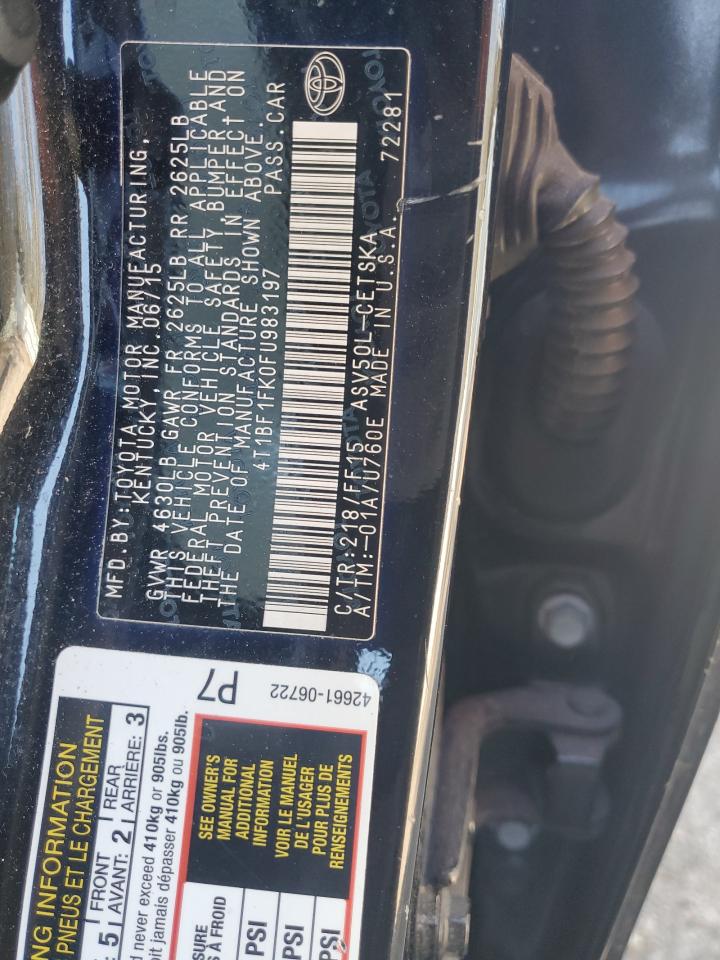 MFD.BY:TOYOTA MOTOR MANUFACTURING,
KENTUCKY INC. 06/15
GVWR 4630LB GAWR FR 2625LB RR 2625LB
THIS VEHICLE CONFORMS TO ALL APPLICABLE
FEDERAL MOTOR VEHICLE SAFETY, BUMPER AND
THEFT PREVENTION STANDARDS IN EFFECT ON
THE DATE OF MANUFACTURE SHOWN ABOVE.
4T1BF1FK0FU983197 PASS.CAR
C/TR:218/FF15 ASV50L-CETSKA
A/TM:-01A/U760E MADE IN U.S.A. 72281
INFORMATION
PNEUS ET LE CHARGEMENT
5 | FRONT AVANT: 2 | REAR ARRIÈRE: 3
never exceed 410kg or 905lbs.
jamais dépasser 410kg ou 905lb.
P7
42661-06722
SEE OWNER'S
MANUAL FOR
ADDITIONAL
INFORMATION
VOIR LE MANUEL
DE L'USAGER
POUR PLUS DE
RENSEIGNEMENTS
À FROID
PSI
PSI
PSI